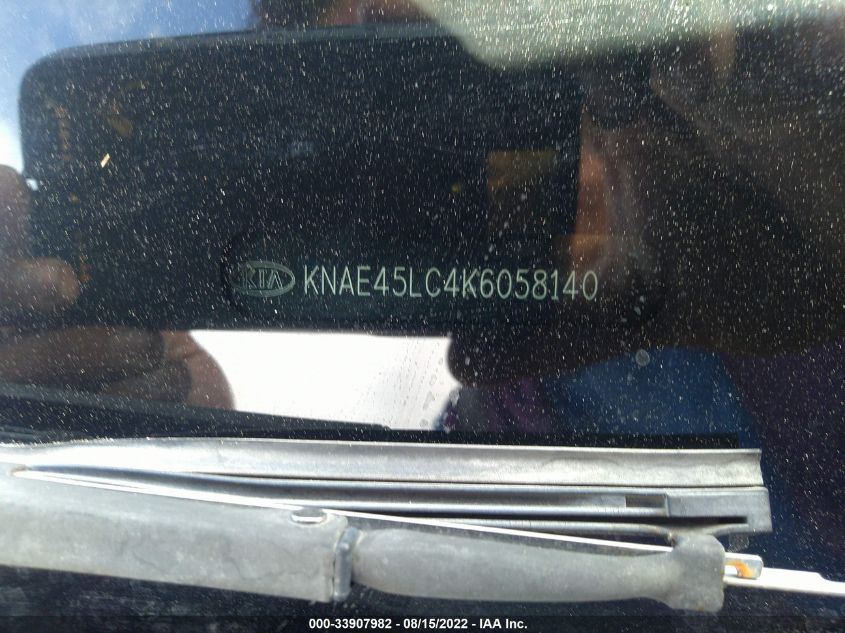 KIA KNAE45LC4K6058140
000-33907982 - 08/15/2022 - IAA Inc.